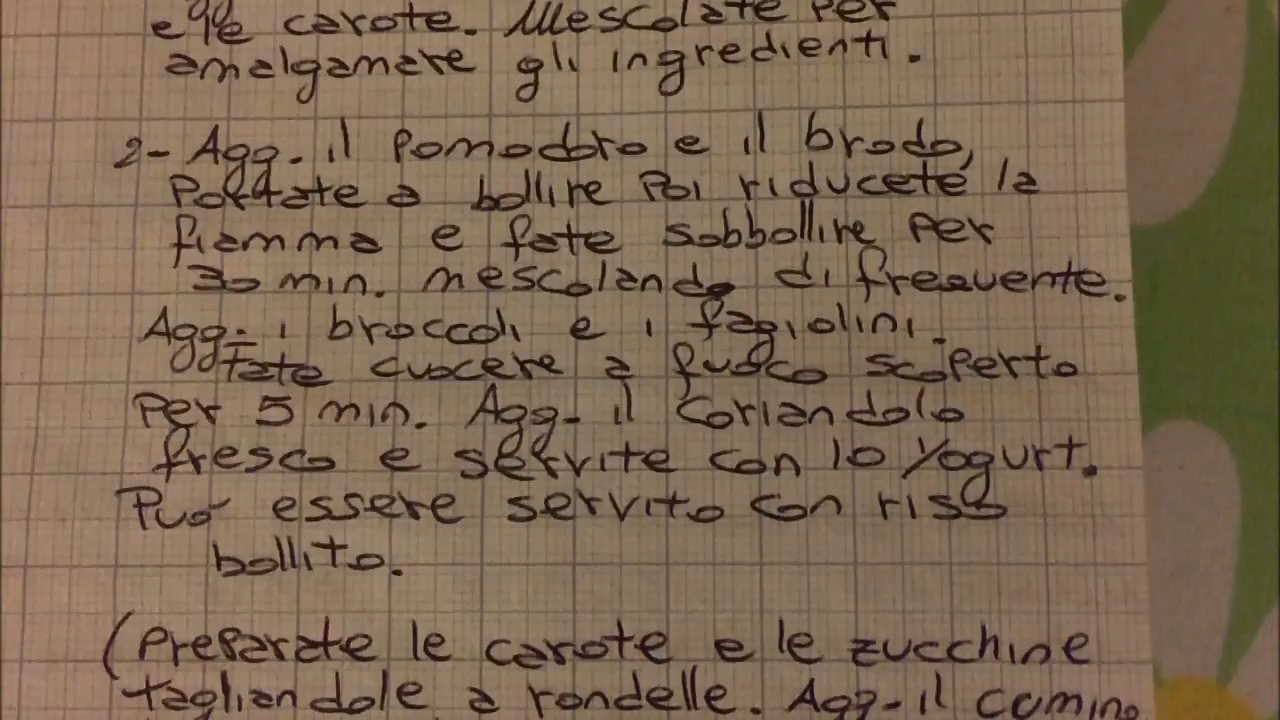 e le carote. Mescolate per
amalgamare gli ingredienti.
2- Agg. il pomodoro e il brodo,
Portate a bollire poi riducete la
fiamma e fate sobbollire per
30 min. mescolando di frequente.
Agg. i broccoli e i fagiolini.
fate cuocere a fuoco scoperto
per 5 min. Agg. il coriandolo
fresco e servite con lo yogurt.
Può essere servito con riso
bollito.
(Preparate le carote e le zucchine
tagliandole a rondelle. Agg. il cumino